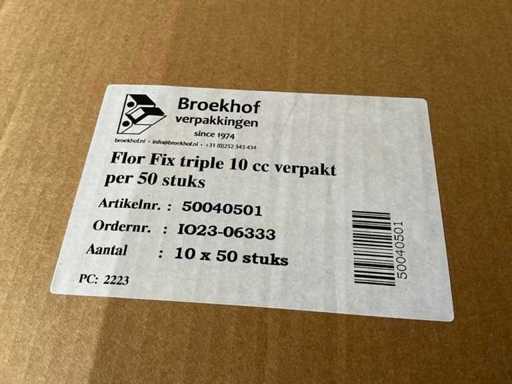 Broekhof
verpakkingen
since 1974
broekhof.nl • info@broekhof.nl • +31 (0)252 343 434
Flor Fix triple 10 cc verpakt
per 50 stuks
Artikelnr. : 50040501
Ordernr. : IO23-06333
Aantal : 10 x 50 stuks
PC: 2223
50040501